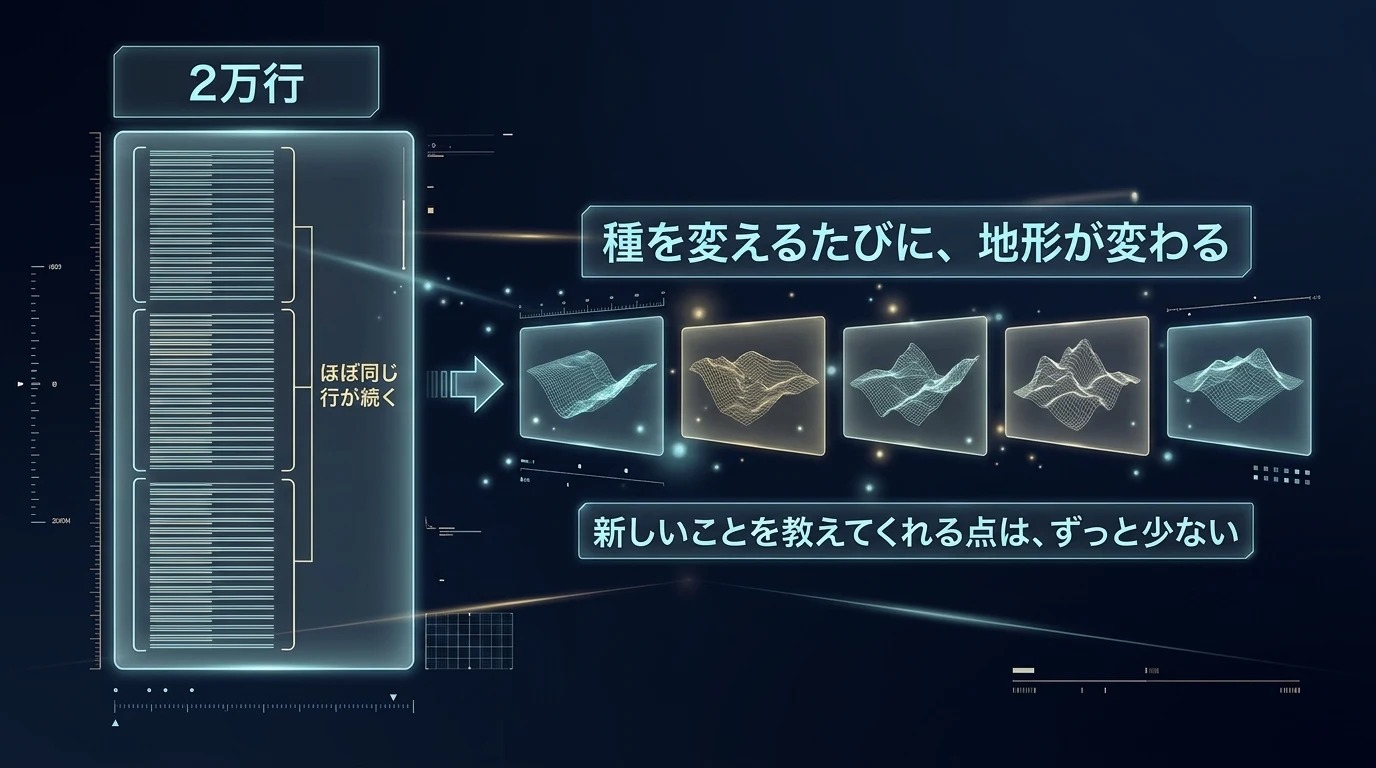 2万行
ほぼ同じ
行が続く
種を変えるたびに、地形が変わる
新しいことを教えてくれる点は、ずっと少ない